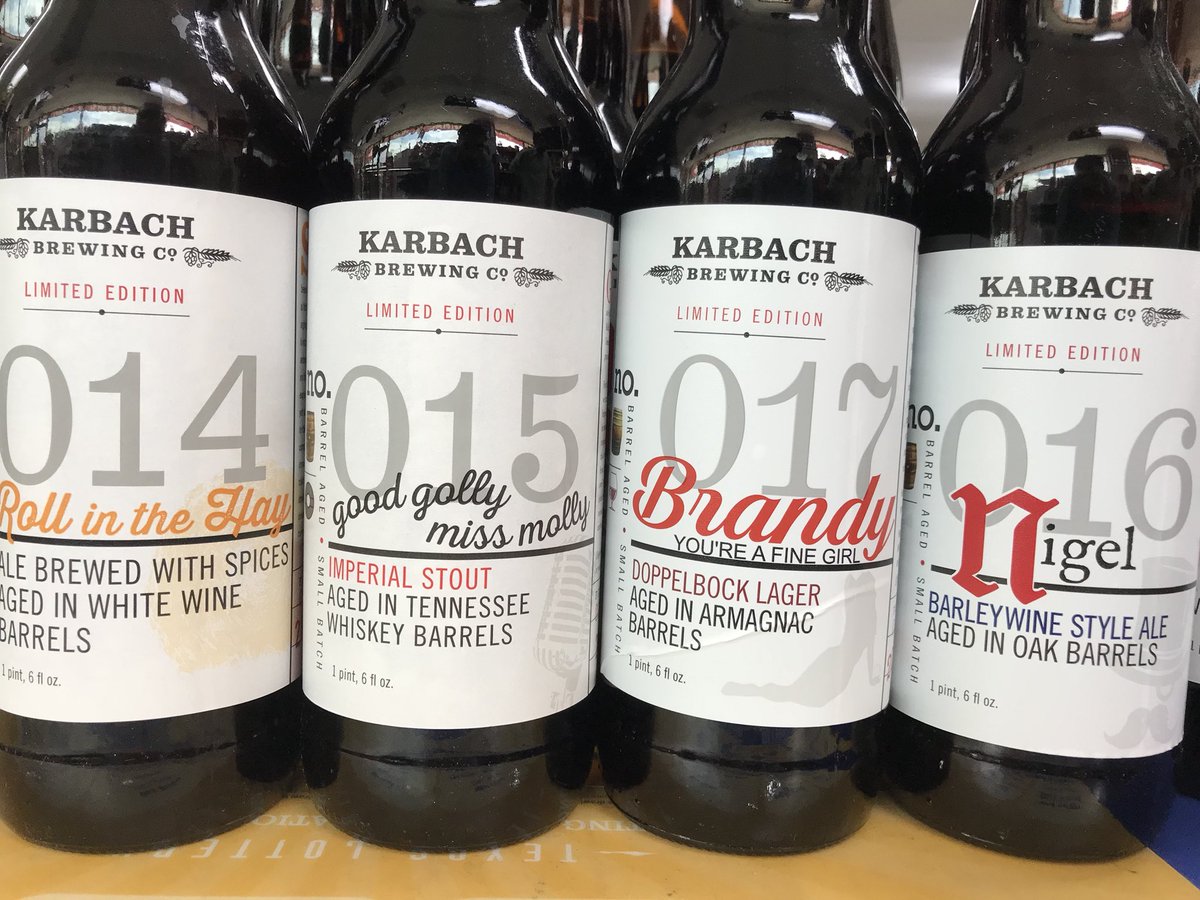 KARBACH
BREWING Cº
LIMITED EDITION
014
Roll in the Hay
ALE BREWED WITH SPICES
AGED IN WHITE WINE
BARRELS
1 pint, 6 fl oz.
KARBACH
BREWING Cº
LIMITED EDITION
no. 015
good golly
miss molly
IMPERIAL STOUT
AGED IN TENNESSEE
WHISKEY BARRELS
1 pint, 6 fl oz.
BARREL AGED • SMALL BATCH
KARBACH
BREWING Cº
LIMITED EDITION
no. 017
Brandy
YOU'RE A FINE GIRL
DOPPELBOCK LAGER
AGED IN ARMAGNAC
BARRELS
1 pint, 6 fl oz.
BARREL AGED • SMALL BATCH
KARBACH
BREWING Cº
LIMITED EDITION
no. 016
Nigel
BARLEYWINE STYLE ALE
AGED IN OAK BARRELS
1 pint, 6 fl oz.
BARREL AGED • SMALL BATCH
TEXAS LOTTERY